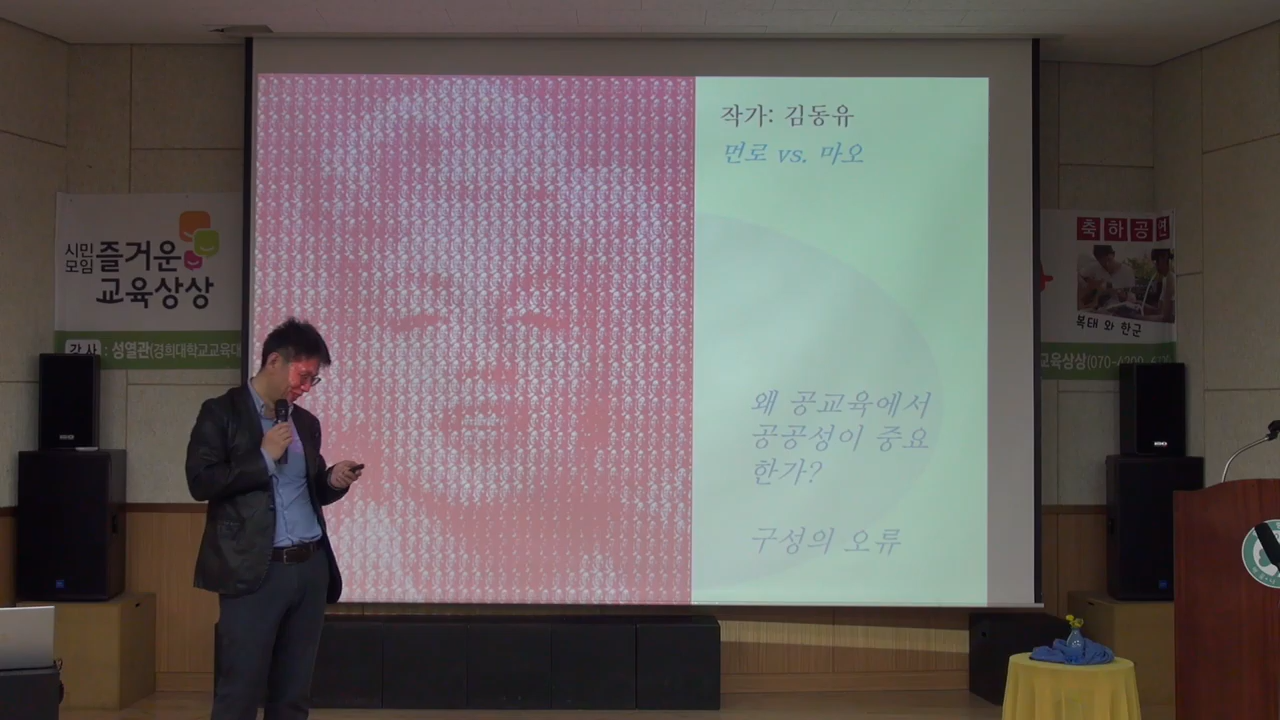 작가: 김동유
먼로 vs. 마오
왜 공교육에서
공공성이 중요
한가?
구성의 오류
시민
모임
즐거운
교육상상
강사 : 성열관(경희대학교교육대
축하공연
복태 와 한군
교육상상(070-